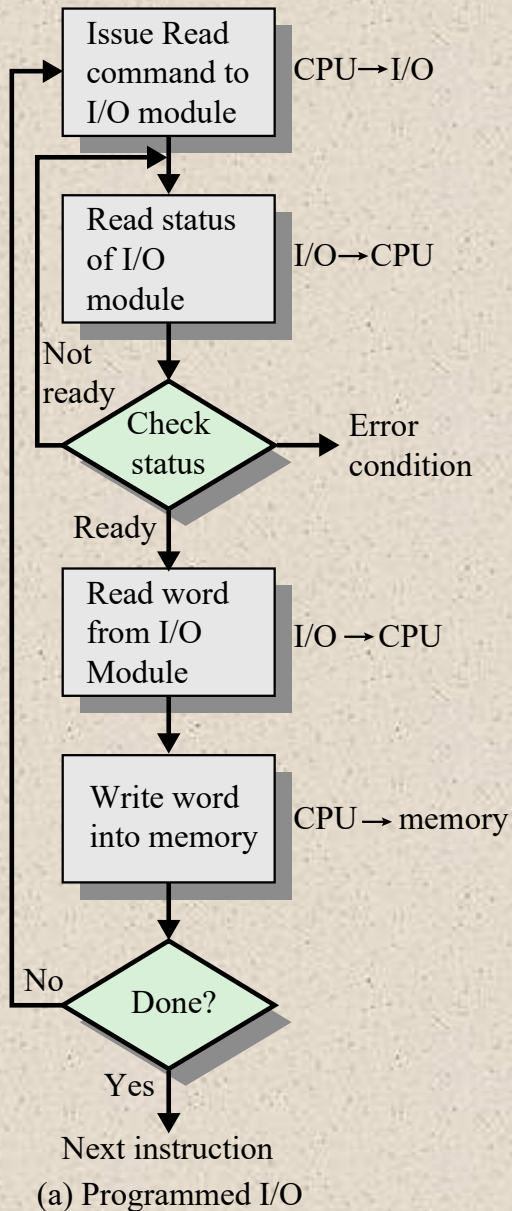 Issue Read
command to
I/O module
CPU→I/O
Read status
of I/O
module
I/O→CPU
Not
ready
Check
status
Error
condition
Ready
Read word
from I/O
Module
I/O → CPU
Write word
into memory
CPU → memory
No
Done?
Yes
Next instruction
(a) Programmed I/O